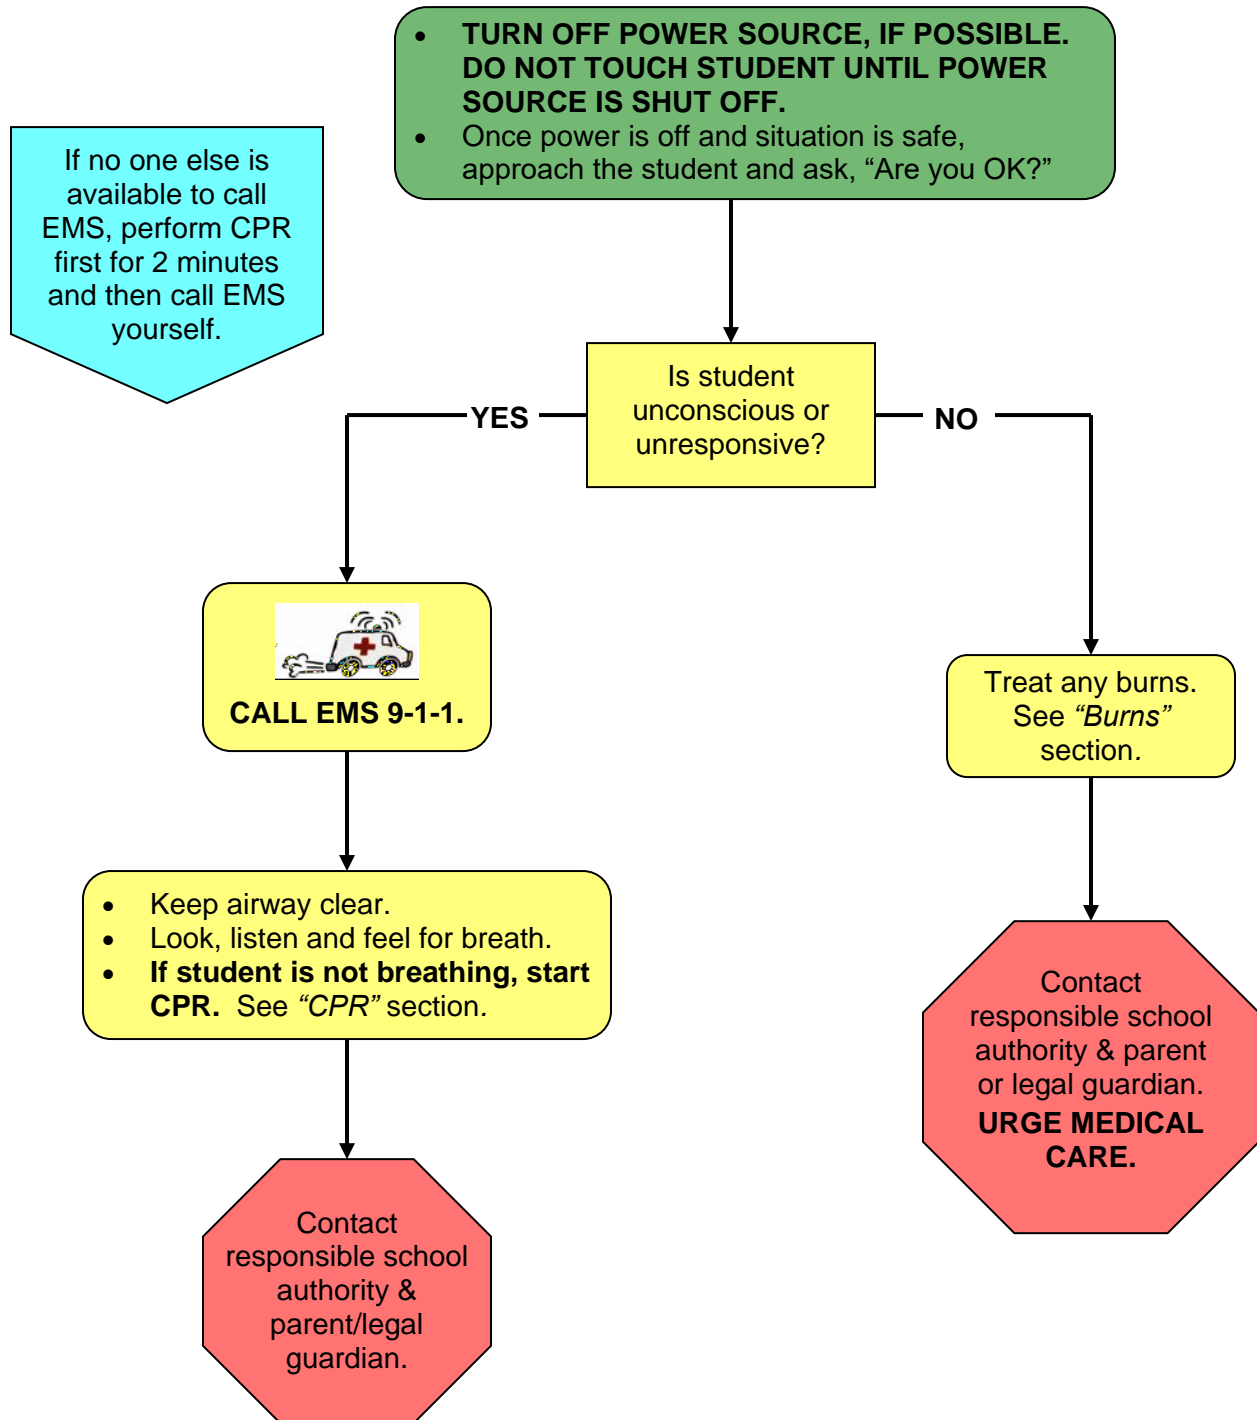 • TURN OFF POWER SOURCE, IF POSSIBLE.
DO NOT TOUCH STUDENT UNTIL POWER
SOURCE IS SHUT OFF.
• Once power is off and situation is safe,
approach the student and ask, “Are you OK?”
If no one else is
available to call
EMS, perform CPR
first for 2 minutes
and then call EMS
yourself.
Is student
unconscious or
unresponsive?
YES
NO
CALL EMS 9-1-1.
Treat any burns.
See “Burns”
section.
• Keep airway clear.
• Look, listen and feel for breath.
• If student is not breathing, start
CPR.  See “CPR” section.
Contact
responsible school
authority & parent
or legal guardian.
URGE MEDICAL
CARE.
Contact
responsible school
authority &
parent/legal
guardian.